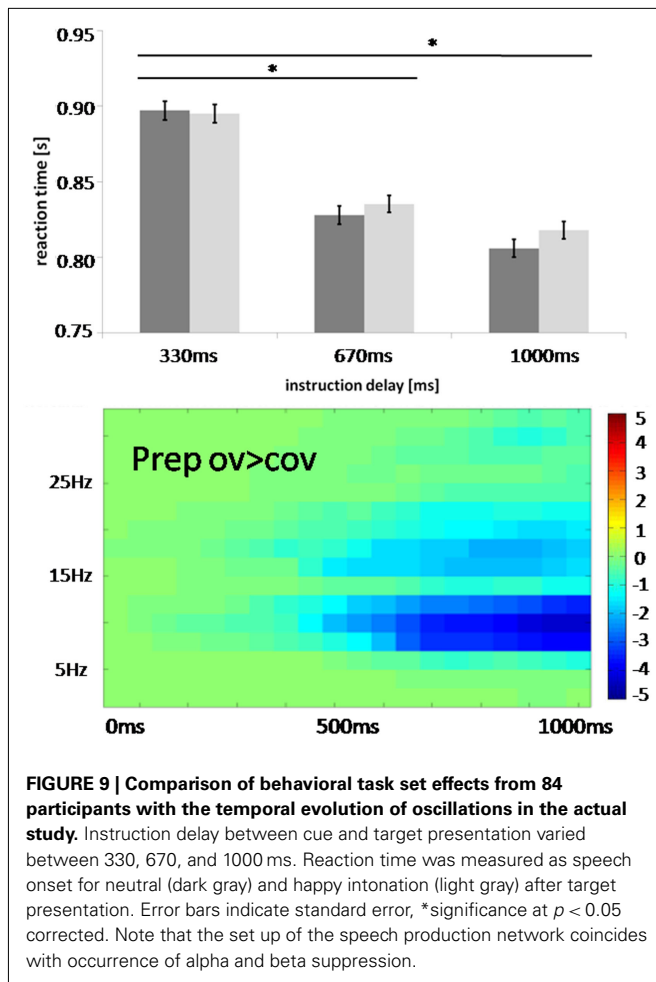 0.95
*
*
0.90
0.85
0.80
0.75
reaction time [s]
330ms
670ms
1000ms
instruction delay [ms]
Prep ov>cov
25Hz
15Hz
5Hz
0ms
500ms
1000ms
5
4
3
2
1
0
-1
-2
-3
-4
-5
FIGURE 9 | Comparison of behavioral task set effects from 84
participants with the temporal evolution of oscillations in the actual
study. Instruction delay between cue and target presentation varied
between 330, 670, and 1000 ms. Reaction time was measured as speech
onset for neutral (dark gray) and happy intonation (light gray) after target
presentation. Error bars indicate standard error, *significance at p < 0.05
corrected. Note that the set up of the speech production network coincides
with occurrence of alpha and beta suppression.